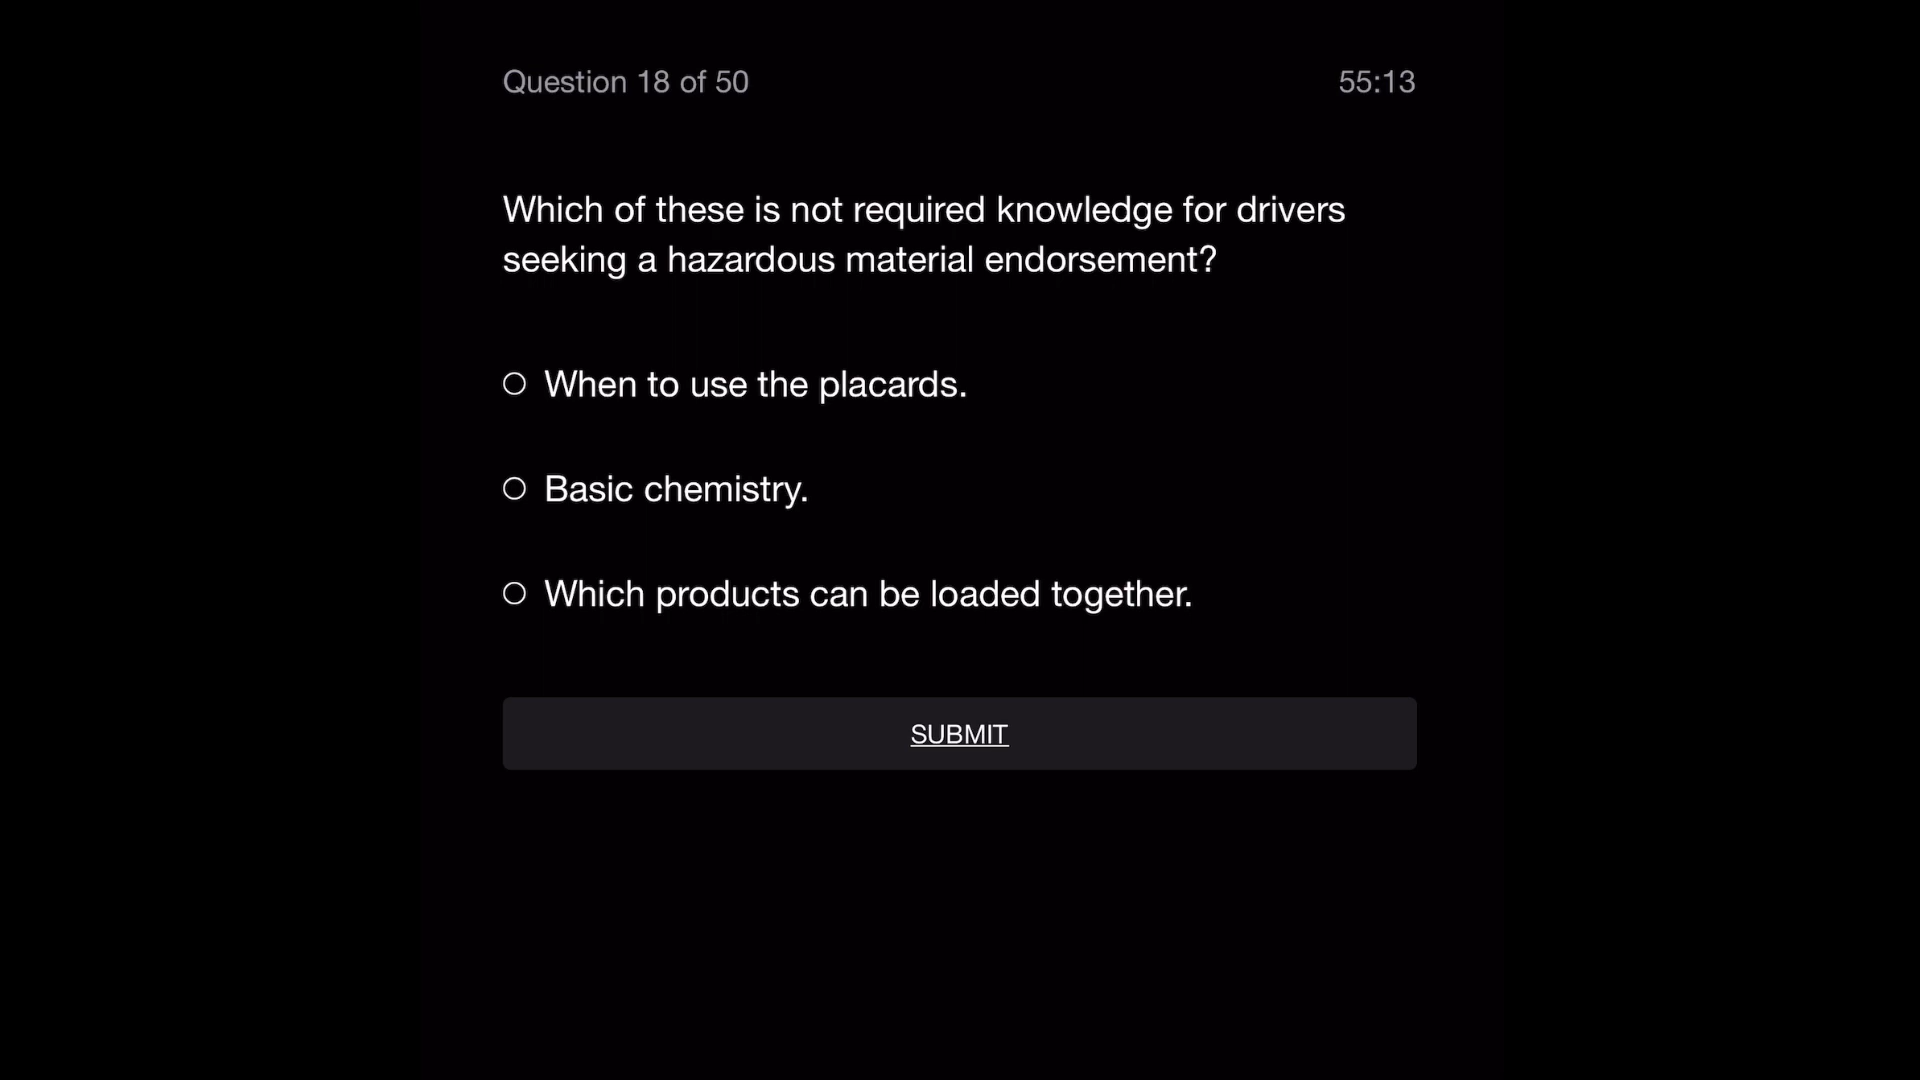 Question 18 of 50
55:13
Which of these is not required knowledge for drivers
seeking a hazardous material endorsement?
When to use the placards.
Basic chemistry.
Which products can be loaded together.
SUBMIT